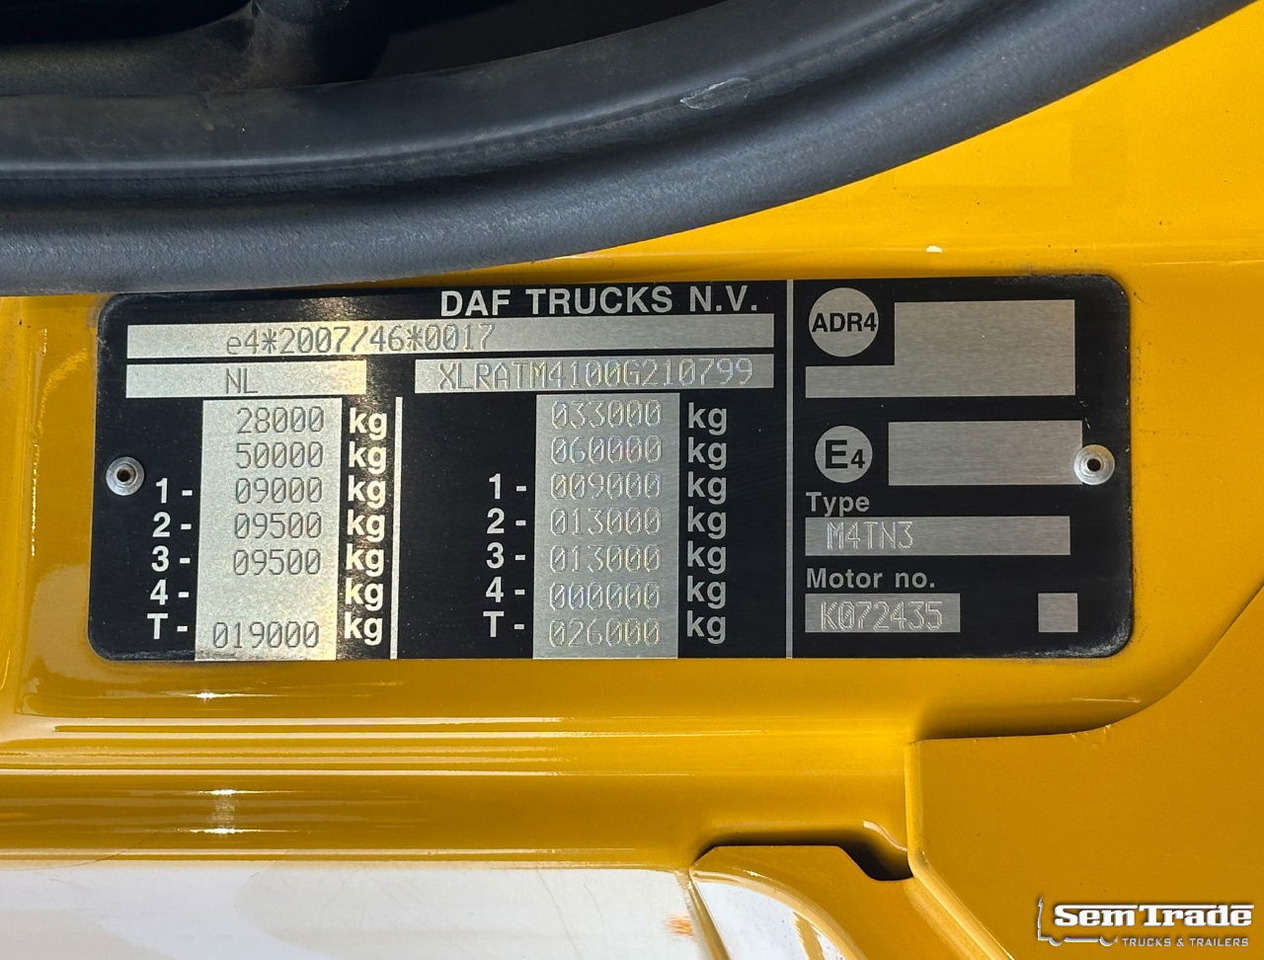 DAF TRUCKS N.V.
e4*2007/46*0017
NL XLRATM4100G210799
28000 kg 033000 kg
50000 kg 060000 kg
1- 09000 kg 1- 009000 kg
2- 09500 kg 2- 013000 kg
3- 09500 kg 3- 013000 kg
4- kg 4- 000000 kg
T- 019000 kg T- 026000 kg
ADR4
E4
Type
M4TN3
Motor no.
K072435
SemTrade
TRUCKS & TRAILERS